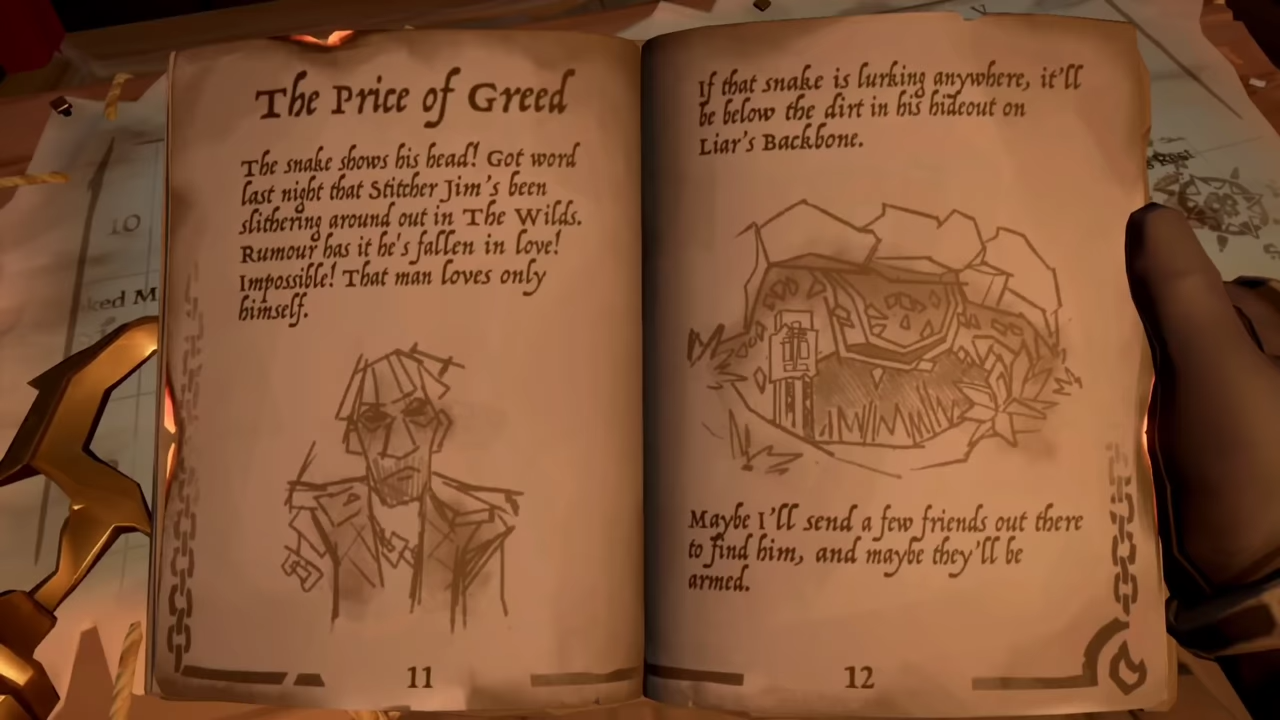 The Price of Greed
The snake shows his head! Got word
last night that Stitcher Jim's been
slithering around out in The Wilds.
Rumour has it he's fallen in love!
Impossible! That man loves only
himself.
11
If that snake is lurking anywhere, it'll
be below the dirt in his hideout on
Liar's Backbone.
Maybe I'll send a few friends out there
to find him, and maybe they'll be
armed.
12
10
ked M